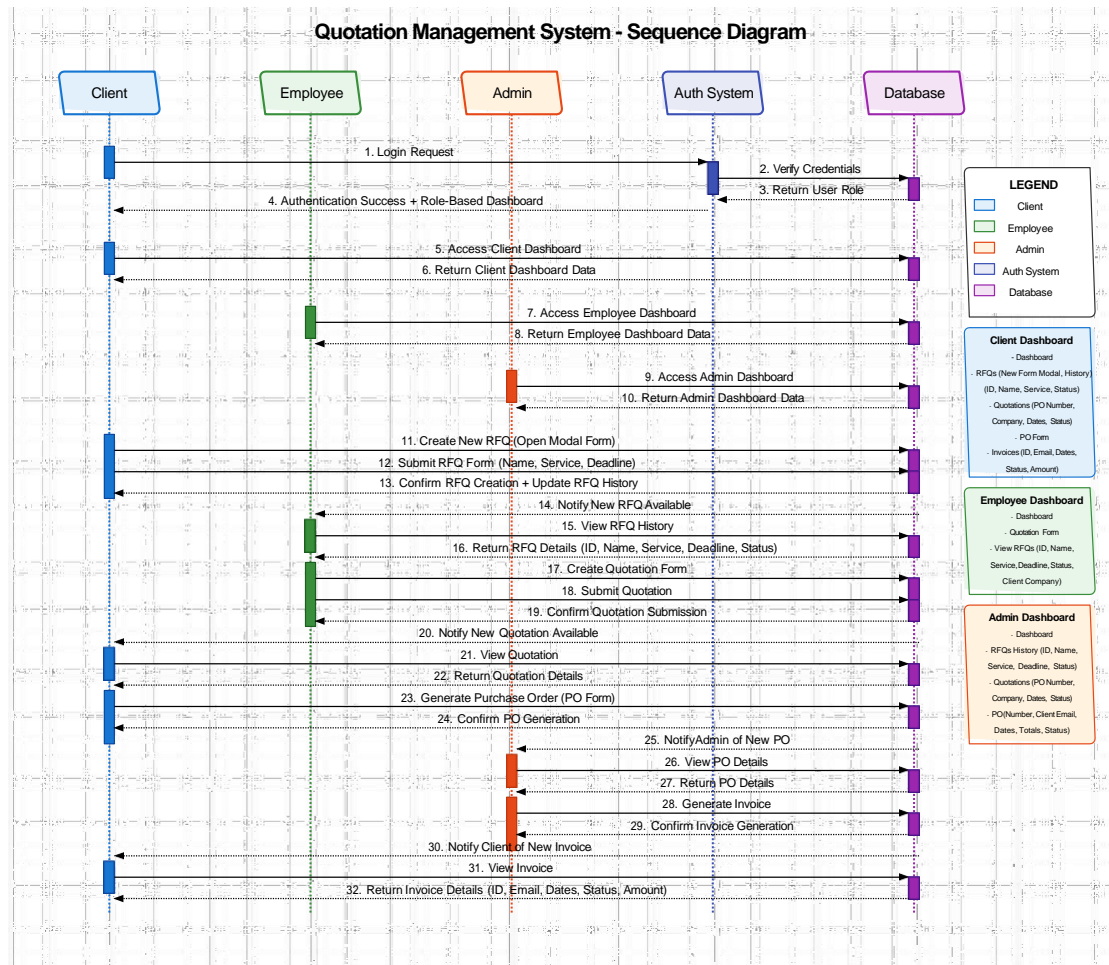 Quotation Management System - Sequence Diagram
Client
Employee
Admin
Auth System
Database
1. Login Request
2. Verify Credentials
3. Return User Role
4. Authentication Success + Role-Based Dashboard
5. Access Client Dashboard
6. Return Client Dashboard Data
7. Access Employee Dashboard
8. Return Employee Dashboard Data
9. Access Admin Dashboard
10. Return Admin Dashboard Data
11. Create New RFQ (Open Modal Form)
12. Submit RFQ Form (Name, Service, Deadline)
13. Confirm RFQ Creation + Update RFQ History
14. Notify New RFQ Available
15. View RFQ History
16. Return RFQ Details (ID, Name, Service, Deadline, Status)
17. Create Quotation Form
18. Submit Quotation
19. Confirm Quotation Submission
20. Notify New Quotation Available
21. View Quotation
22. Return Quotation Details
23. Generate Purchase Order (PO Form)
24. Confirm PO Generation
25. NotifyAdmin of New PO
26. View PO Details
27. Return PO Details
28. Generate Invoice
29. Confirm Invoice Generation
30. Notify Client of New Invoice
31. View Invoice
32. Return Invoice Details (ID, Email, Dates, Status, Amount)
LEGEND
Client
Employee
Admin
Auth System
Database
Client Dashboard
- Dashboard
- RFQs (New Form Modal, History)
(ID, Name, Service, Status)
- Quotations (PO Number,
Company, Dates, Status)
- PO Form
- Invoices (ID, Email, Dates,
Status, Amount)
Employee Dashboard
- Dashboard
- Quotation Form
- View RFQs (ID, Name,
Service,Deadline, Status,
Client Company)
Admin Dashboard
- Dashboard
- RFQs History (ID, Name,
Service, Deadline, Status)
- Quotations (PO Number,
Company, Dates, Status)
- PO(Number, Client Email,
Dates, Totals, Status)